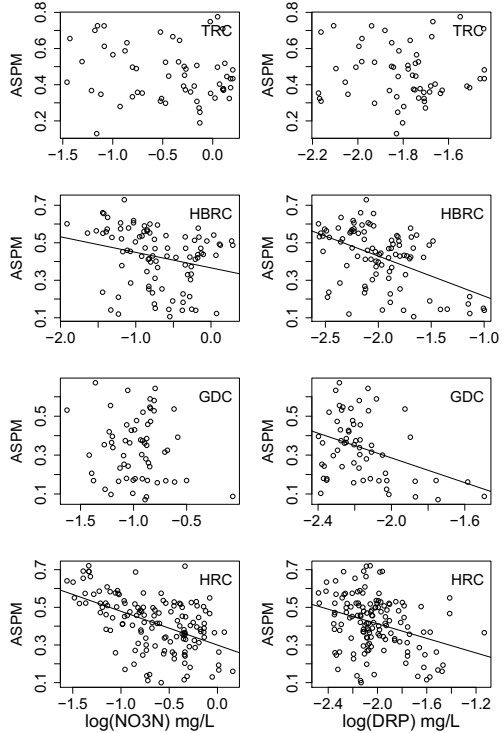 ASPM
0.2 0.4 0.6 0.8
TRC
−1.5 −1.0 −0.5 0.0
ASPM
0.2 0.4 0.6 0.8
TRC
−2.2 −2.0 −1.8 −1.6
ASPM
0.1 0.3 0.5 0.7
HBRC
−2.0 −1.0 0.0
ASPM
0.1 0.3 0.5 0.7
HBRC
−2.5 −2.0 −1.5 −1.0
ASPM
0.1 0.3 0.5
GDC
−1.5 −1.0 −0.5
ASPM
0.1 0.3 0.5
GDC
−2.4 −2.0 −1.6
ASPM
0.1 0.3 0.5 0.7
HRC
−1.5 −1.0 −0.5 0.0
log(NO3N) mg/L
ASPM
0.1 0.3 0.5 0.7
HRC
−2.4 −2.0 −1.6 −1.2
log(DRP) mg/L